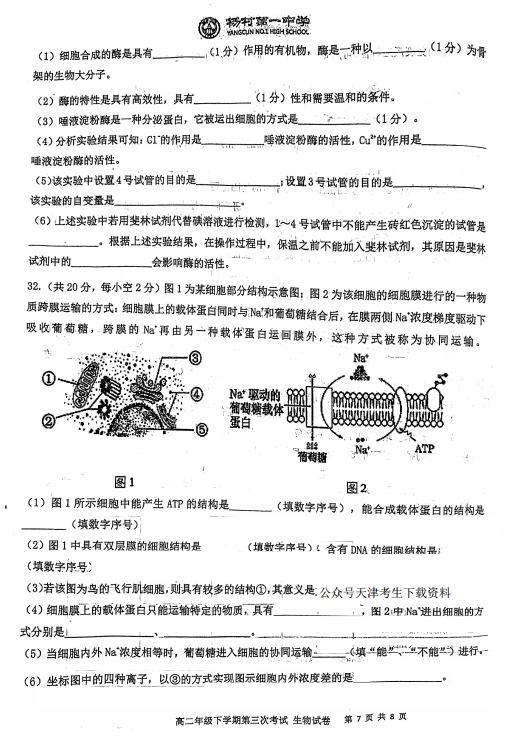 杨村第一中学
YANGCUN NO.1 HIGH SCHOOL
(1) 细胞合成的酶是具有________(1分)作用的有机物，酶是一种以________(1分)为骨
架的生物大分子。
(2) 酶的特性是具有高效性，具有________(1分)性和需要温和的条件。
(3) 唾液淀粉酶是一种分泌蛋白，它被运出细胞的方式是________(1分)。
(4) 分析实验结果可知：Cl⁻的作用是________唾液淀粉酶的活性，Cu²⁺的作用是________
唾液淀粉酶的活性。
(5) 该实验中设置4号试管的目的是________；设置3号试管的目的是________，
该实验的自变量是________。
(6) 上述实验中若用斐林试剂代替碘溶液进行检测，1～4号试管中不能产生砖红色沉淀的试管是
________。根据上述实验结果，在操作过程中，保温之前不能加入斐林试剂，其原因是斐林
试剂中的________会影响酶的活性。
32.（共20分，每小空2分）图1为某细胞部分结构示意图；图2为该细胞的细胞膜进行的一种物
质跨膜运输的方式：细胞膜上的载体蛋白同时与Na⁺和葡萄糖结合后，在膜两侧Na⁺浓度梯度驱动下
吸收葡萄糖，跨膜的Na⁺再由另一种载体蛋白运回膜外，这种方式被称为协同运输。
① ② ③ ④ ⑤
Na⁺
Na⁺驱动的
葡萄糖载体
蛋白
葡萄糖
Na⁺
ATP
图1
图2
(1) 图1所示细胞中能产生ATP的结构是________（填数字序号），能合成载体蛋白的结构是
________（填数字序号）
(2) 图1中具有双层膜的细胞结构是 （填数字序号）；含有DNA的细胞结构是
(填数字序号)
(3) 若该图为鸟的飞行肌细胞，则具有较多的结构①，其意义是 公众号天津考生下载资料
(4) 细胞膜上的载体蛋白只能运输特定的物质，具有________，图2中Na⁺进出细胞的方
式分别是________、________。
(5) 当细胞内外Na⁺浓度相等时，葡萄糖进入细胞的协同运输________（填“能”、“不能”）进行。
(6) 坐标图中的四种离子，以③的方式实现图示细胞内外浓度差的是________。
高二年级下学期第三次考试 生物试卷 第7页共8页